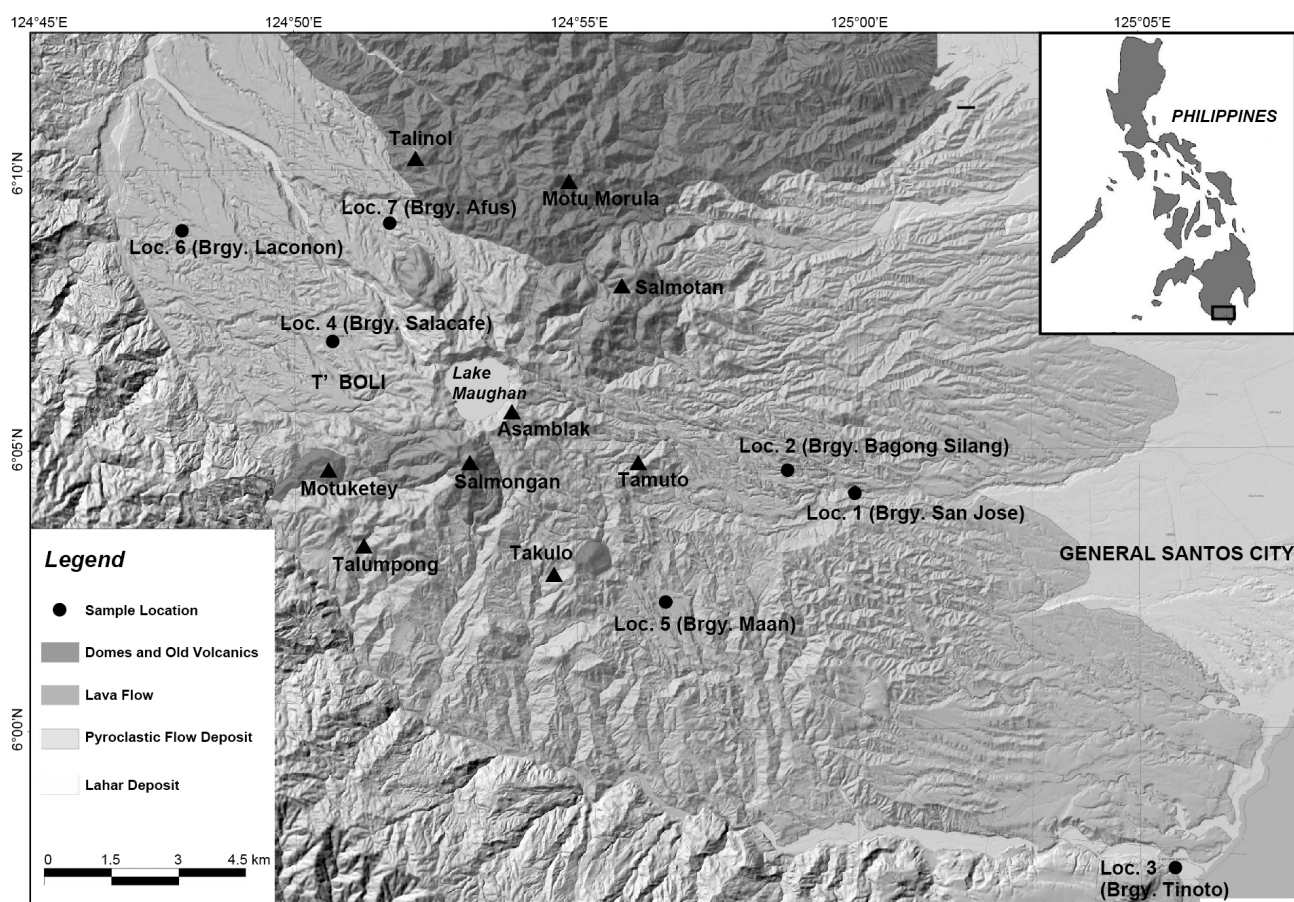 124°45'E
124°50'E
124°55'E
125°00'E
125°05'E
PHILIPPINES
Talinol
6°10'N
Motu Morula
Loc. 7 (Brgy. Afus)
Loc. 6 (Brgy. Laconon)
Salmotan
Loc. 4 (Brgy. Salacafe)
Lake
Maughan
T' BOLI
Asamblak
6°05'N
Loc. 2 (Brgy. Bagong Silang)
Motuketey
Salmongan
Tamuto
Loc. 1 (Brgy. San Jose)
Talumpong
Takulo
GENERAL SANTOS CITY
Loc. 5 (Brgy. Maan)
6°00'N
Legend
Sample Location
Domes and Old Volcanics
Lava Flow
Pyroclastic Flow Deposit
Lahar Deposit
0 1.5 3 4.5 km
Loc. 3
(Brgy. Tinoto)